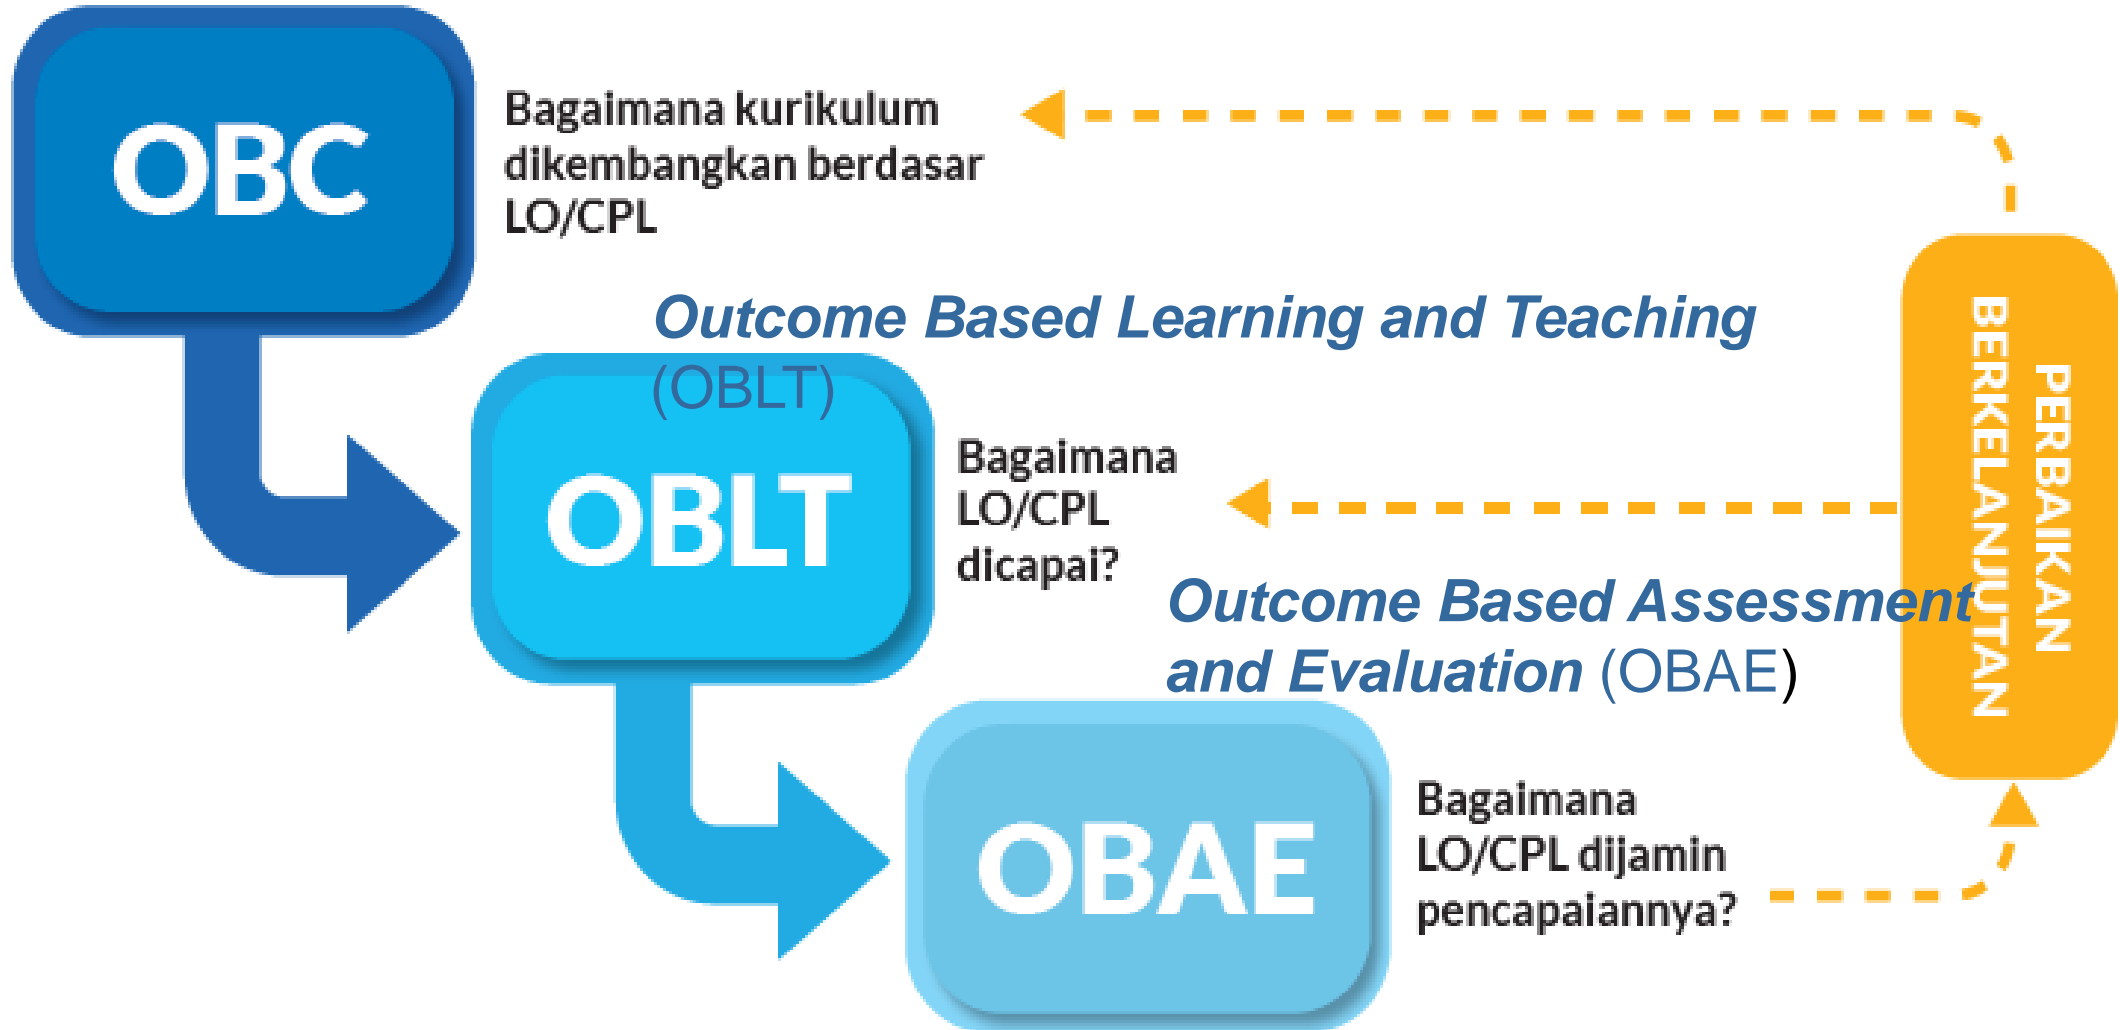 OBC
Bagaimana kurikulum
dikembangkan berdasar
LO/CPL
Outcome Based Learning and Teaching
(OBLT)
OBLT
Bagaimana
LO/CPL
dicapai?
Outcome Based Assessment
and Evaluation (OBAE)
OBAE
Bagaimana
LO/CPL dijamin
pencapaiannya?
PERBAIKAN
BERKELANJUTAN